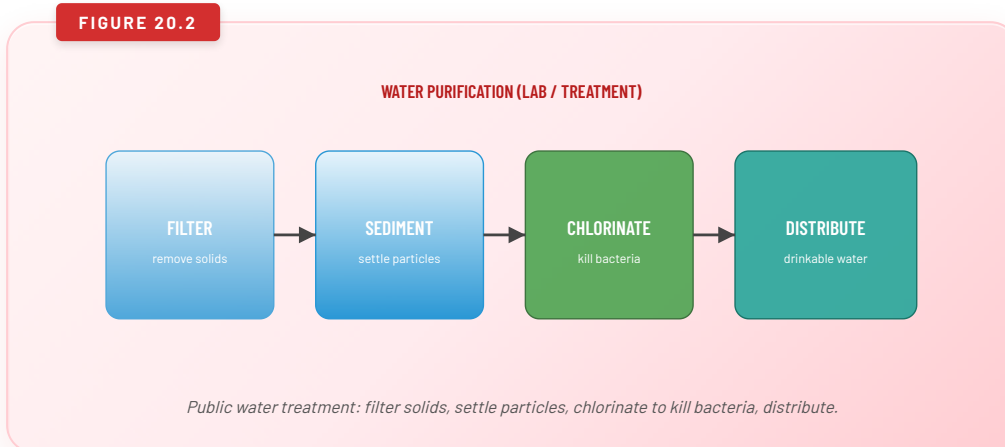 FIGURE 20.2
WATER PURIFICATION (LAB / TREATMENT)
FILTER
remove solids
SEDIMENT
settle particles
CHLORINATE
kill bacteria
DISTRIBUTE
drinkable water
Public water treatment: filter solids, settle particles, chlorinate to kill bacteria, distribute.